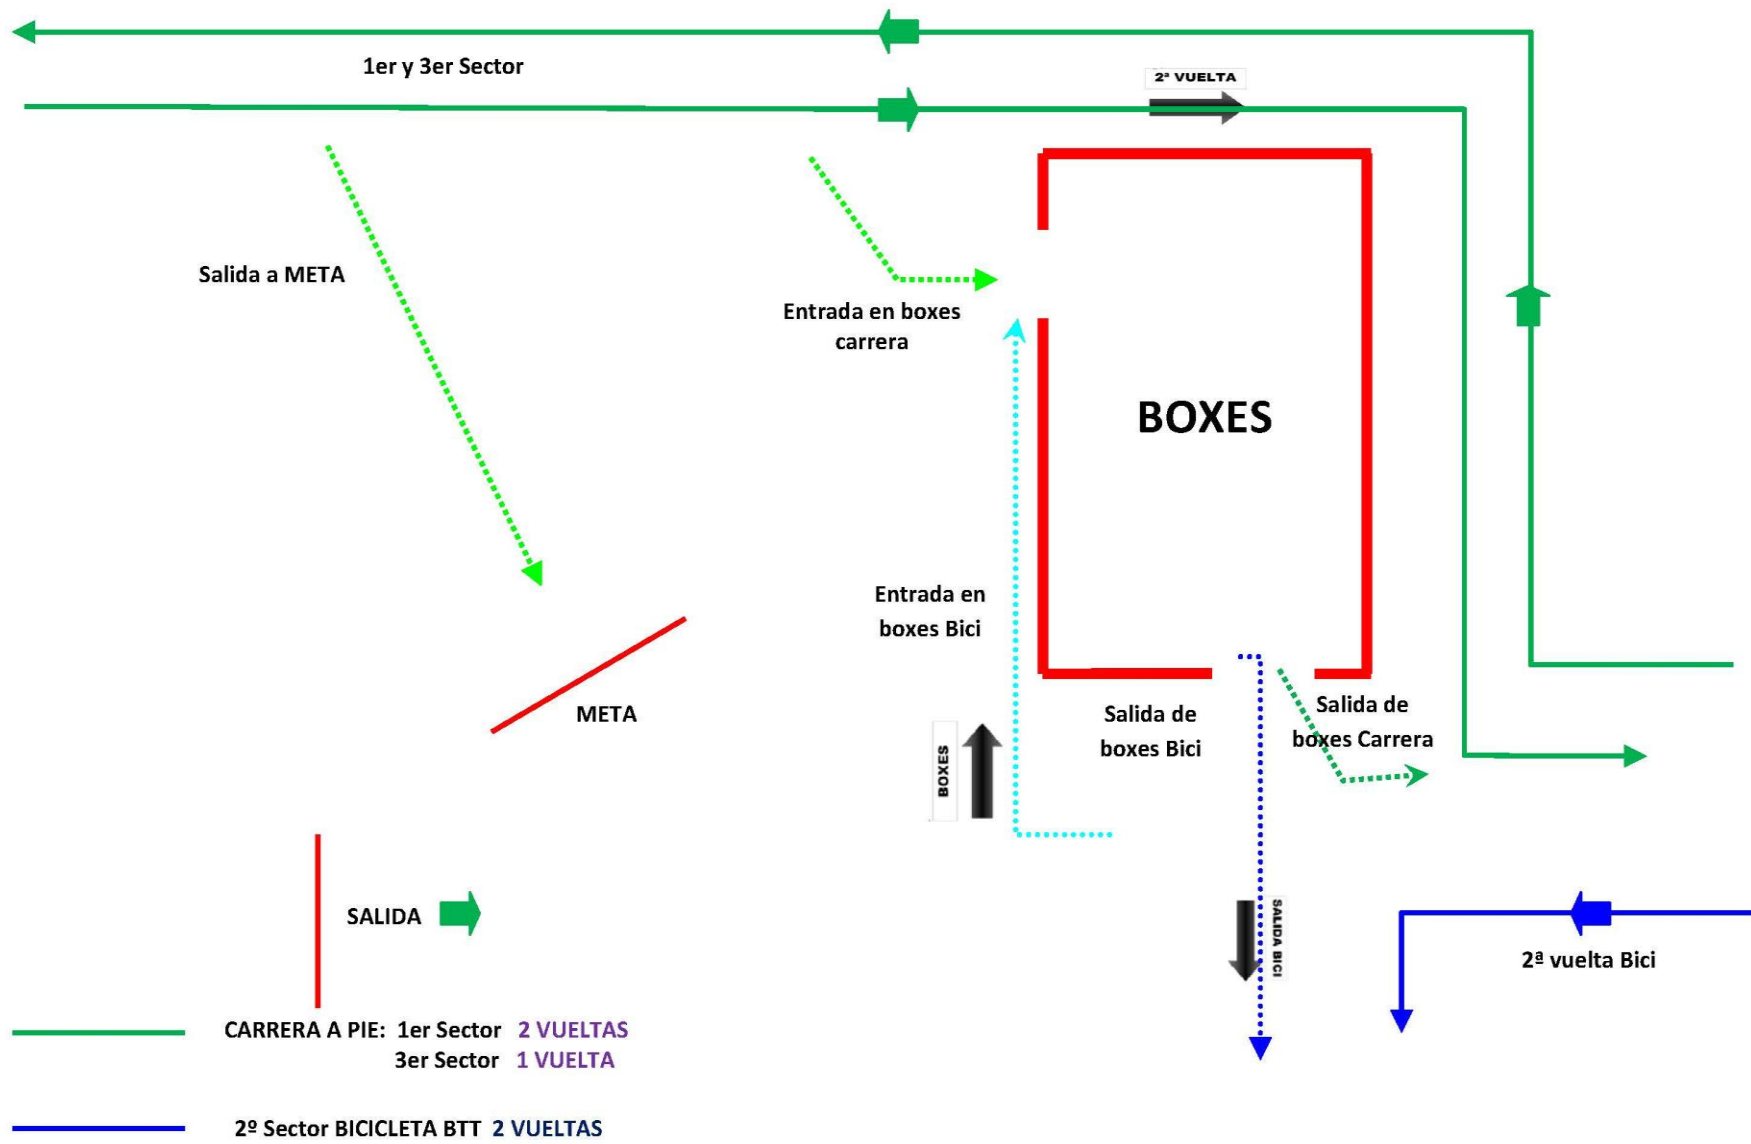 1er y 3er Sector
2ª VUELTA
Salida a META
Entrada en boxes
carrera
BOXES
Entrada en
boxes Bici
META
BOXES
Salida de
boxes Bici
Salida de
boxes Carrera
SALIDA
SALIDA BICI
2ª vuelta Bici
CARRERA A PIE: 1er Sector 2 VUELTAS
3er Sector 1 VUELTA
2º Sector BICICLETA BTT 2 VUELTAS